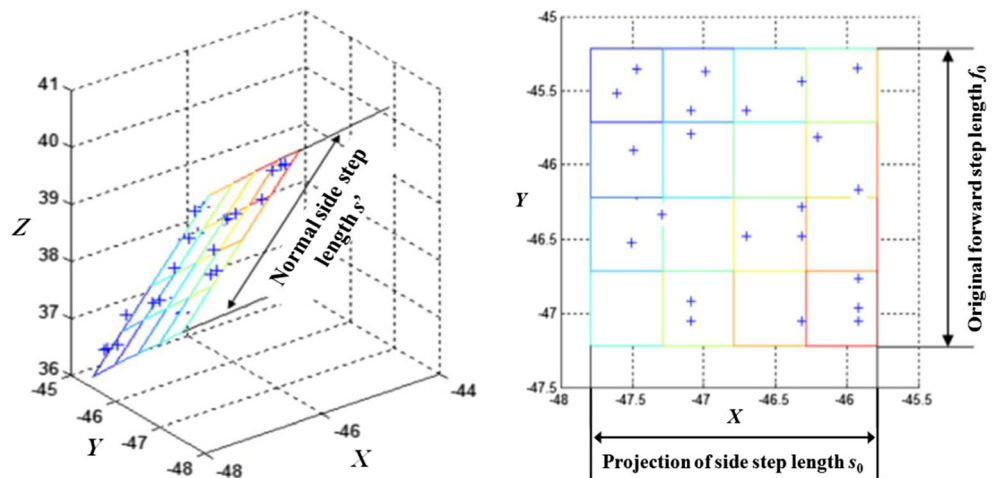 41
40
39
38
37
36
Z
-45
-46
-47
-48
Y
-48
-46
-44
X
Normal side step
length s'
-45
-45.5
-46
-46.5
-47
-47.5
Y
-48
-47.5
-47
-46.5
-46
-45.5
X
Original forward step length f0
Projection of side step length s0